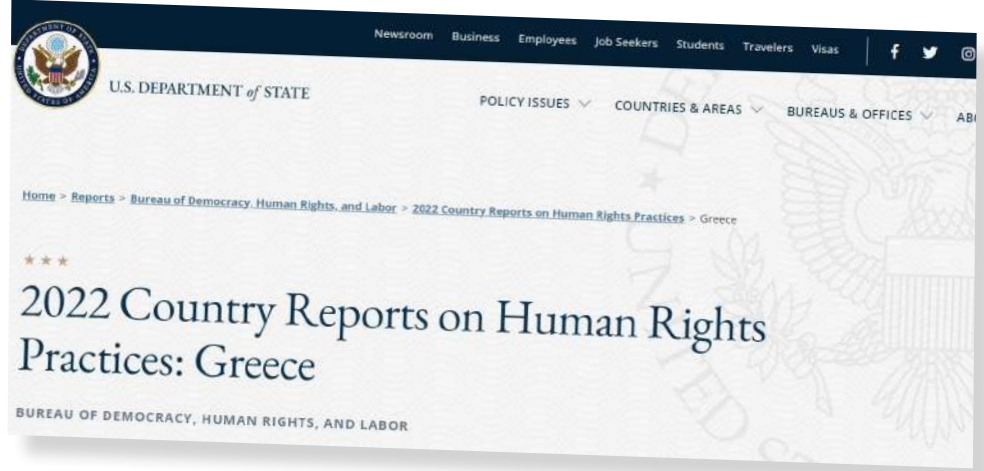 Newsroom Business Employees Job Seekers Students Travelers Visas
U.S. DEPARTMENT of STATE
POLICY ISSUES COUNTRIES & AREAS BUREAUS & OFFICES AB
Home > Reports > Bureau of Democracy, Human Rights, and Labor > 2022 Country Reports on Human Rights Practices > Greece
2022 Country Reports on Human Rights
Practices: Greece
BUREAU OF DEMOCRACY, HUMAN RIGHTS, AND LABOR